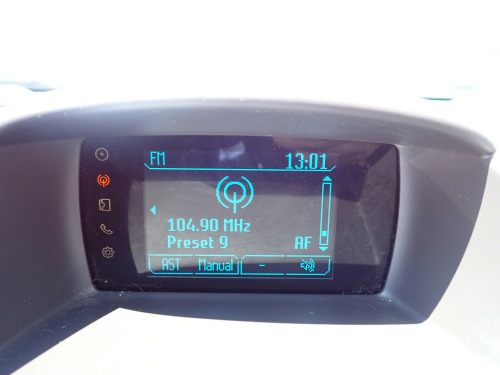 FM 13:01
104.90 MHz
Preset 9 AF
AST Manual -